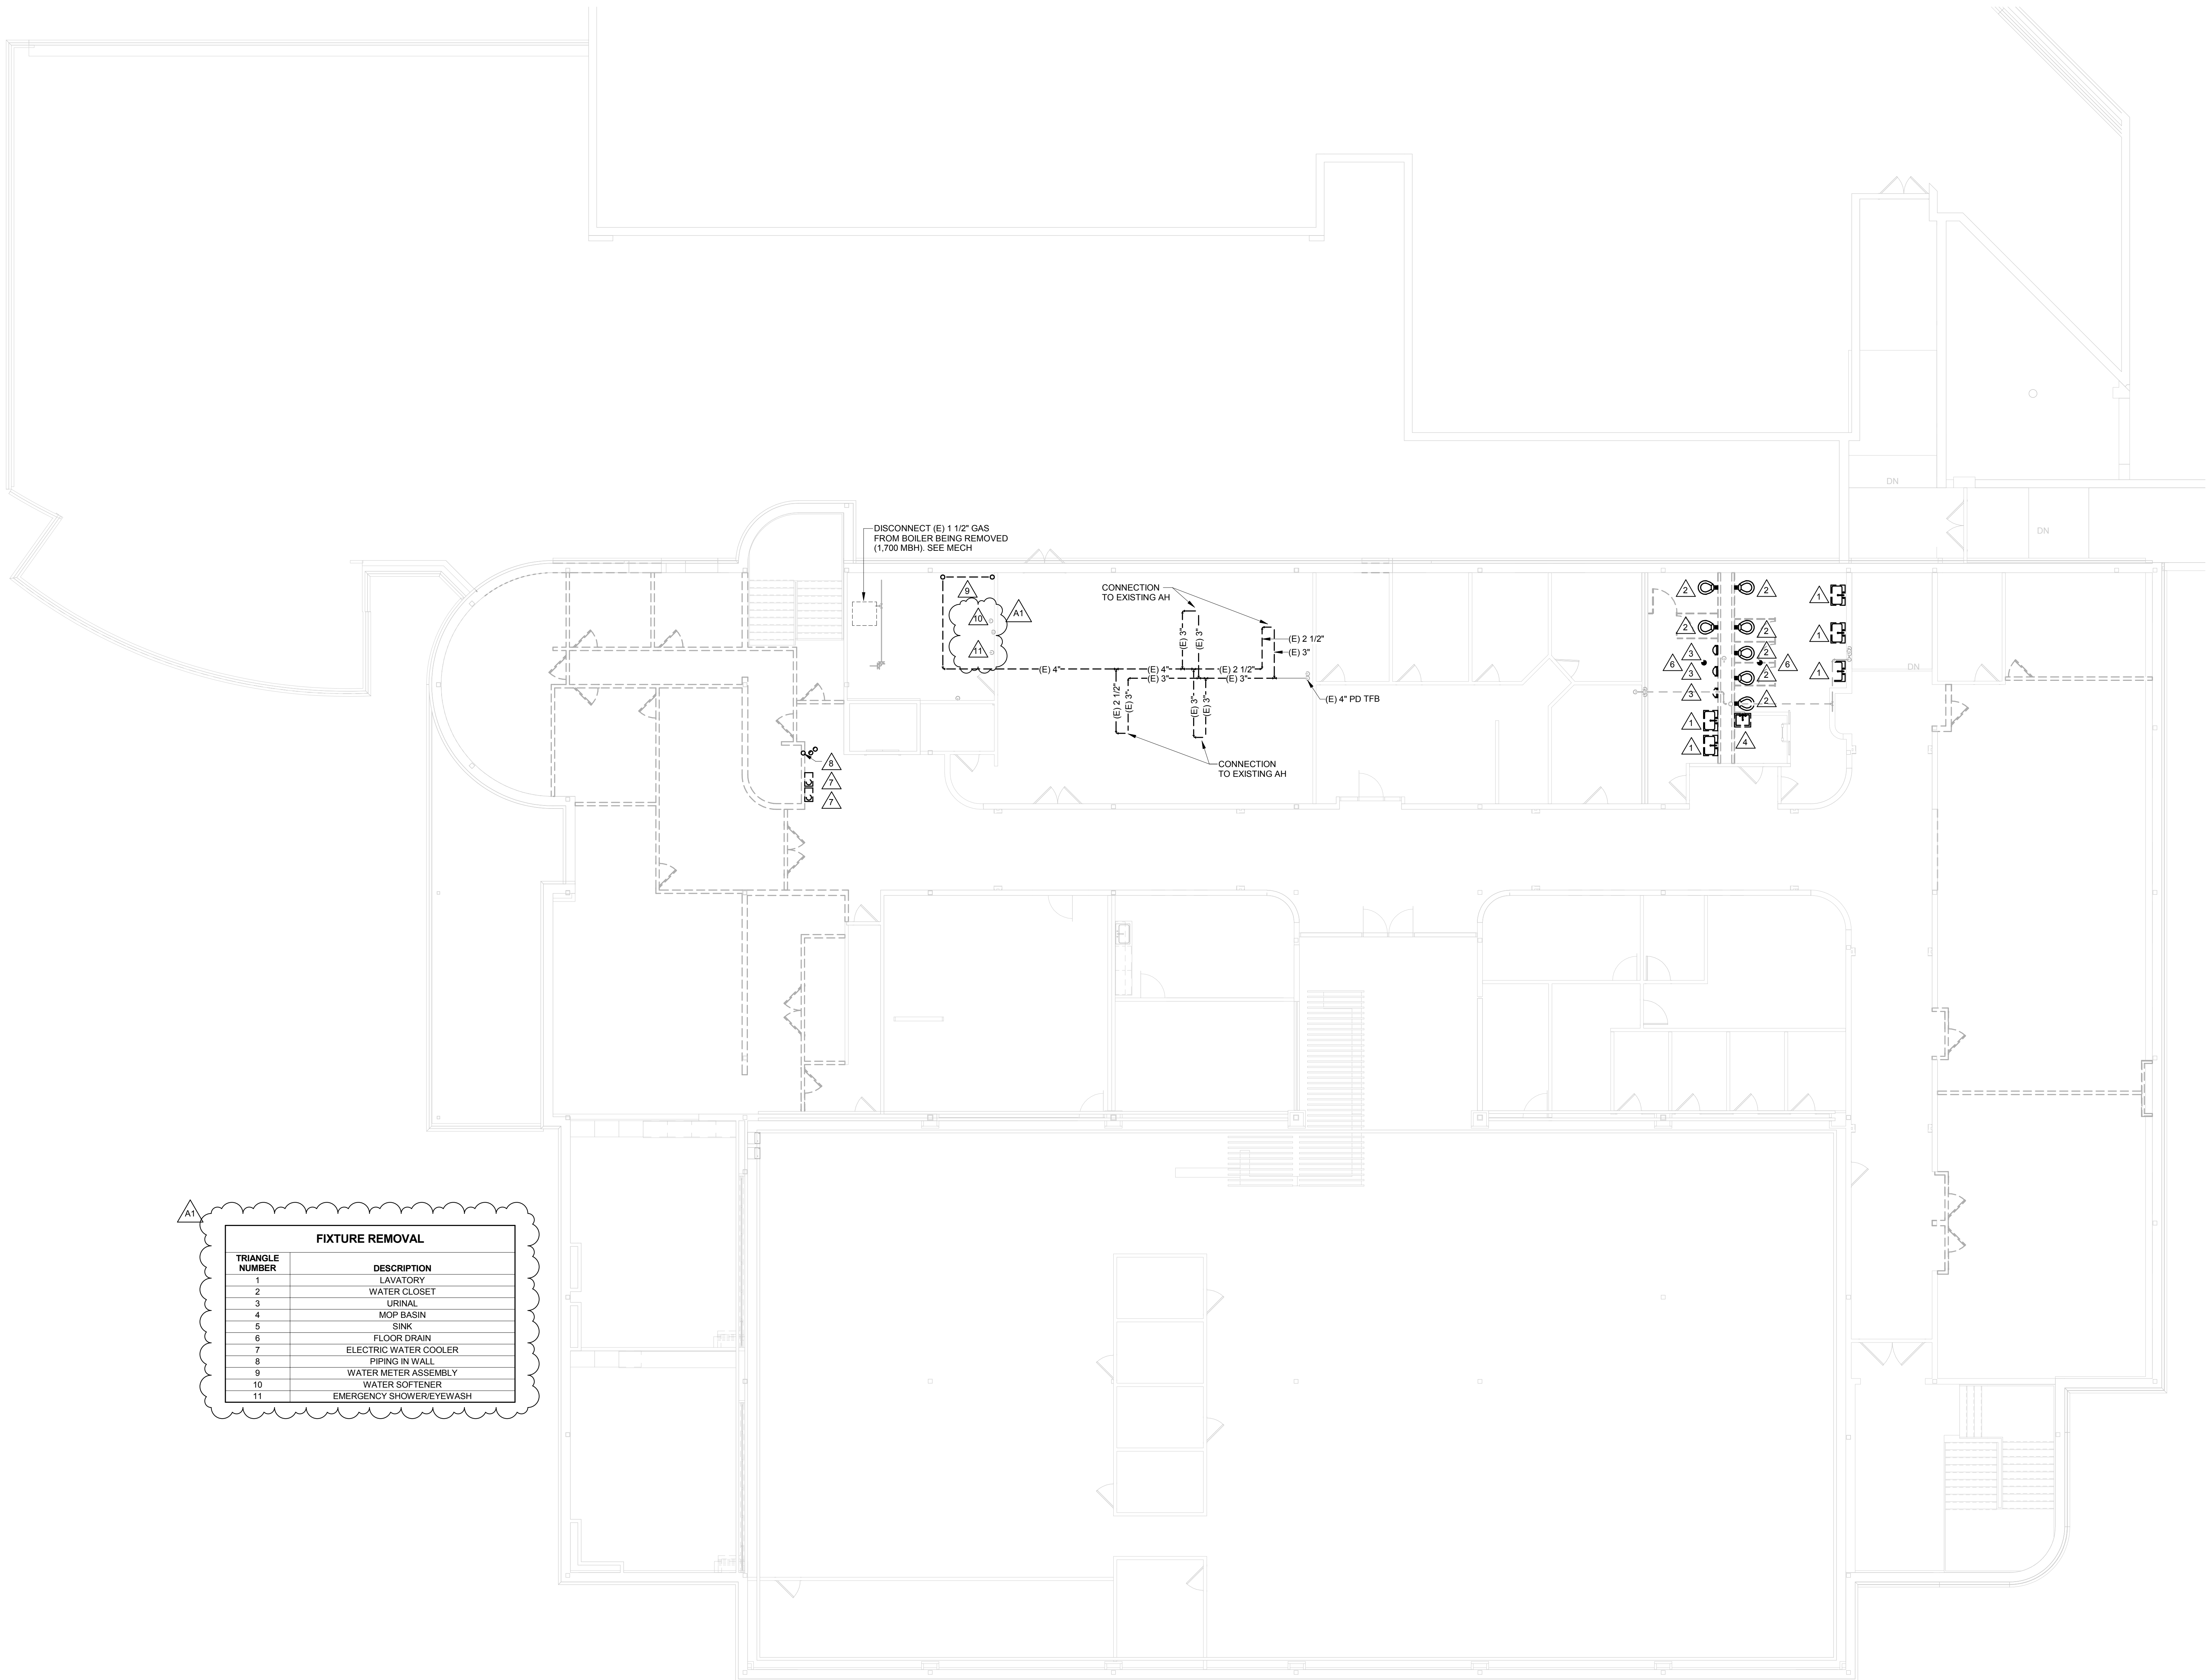 DN
DN
DISCONNECT (E) 1 1/2" GAS
FROM BOILER BEING REMOVED
(1,700 MBH). SEE MECH
9
10
A1
11
CONNECTION
TO EXISTING AH
(E) 3"
(E) 3"
(E) 2 1/2"
(E) 3"
(E) 4"
(E) 4"
(E) 2 1/2"
(E) 3"
(E) 3"
(E) 2 1/2"
(E) 3"
(E) 3"
(E) 3"
(E) 4" PD TFB
CONNECTION
TO EXISTING AH
2
2
1
2
2
1
3
2
6
6
3
2
1
3
2
1
4
1
DN
8
7
7
A1
FIXTURE REMOVAL
TRIANGLE
NUMBER DESCRIPTION
1 LAVATORY
2 WATER CLOSET
3 URINAL
4 MOP BASIN
5 SINK
6 FLOOR DRAIN
7 ELECTRIC WATER COOLER
8 PIPING IN WALL
9 WATER METER ASSEMBLY
10 WATER SOFTENER
11 EMERGENCY SHOWER/EYEWASH